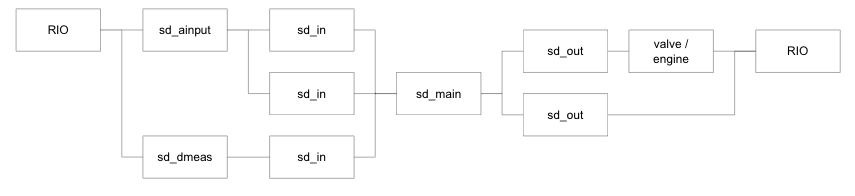 RIO
sd_ainput
sd_in
sd_in
sd_dmeas
sd_in
sd_main
sd_out
sd_out
valve /
engine
RIO